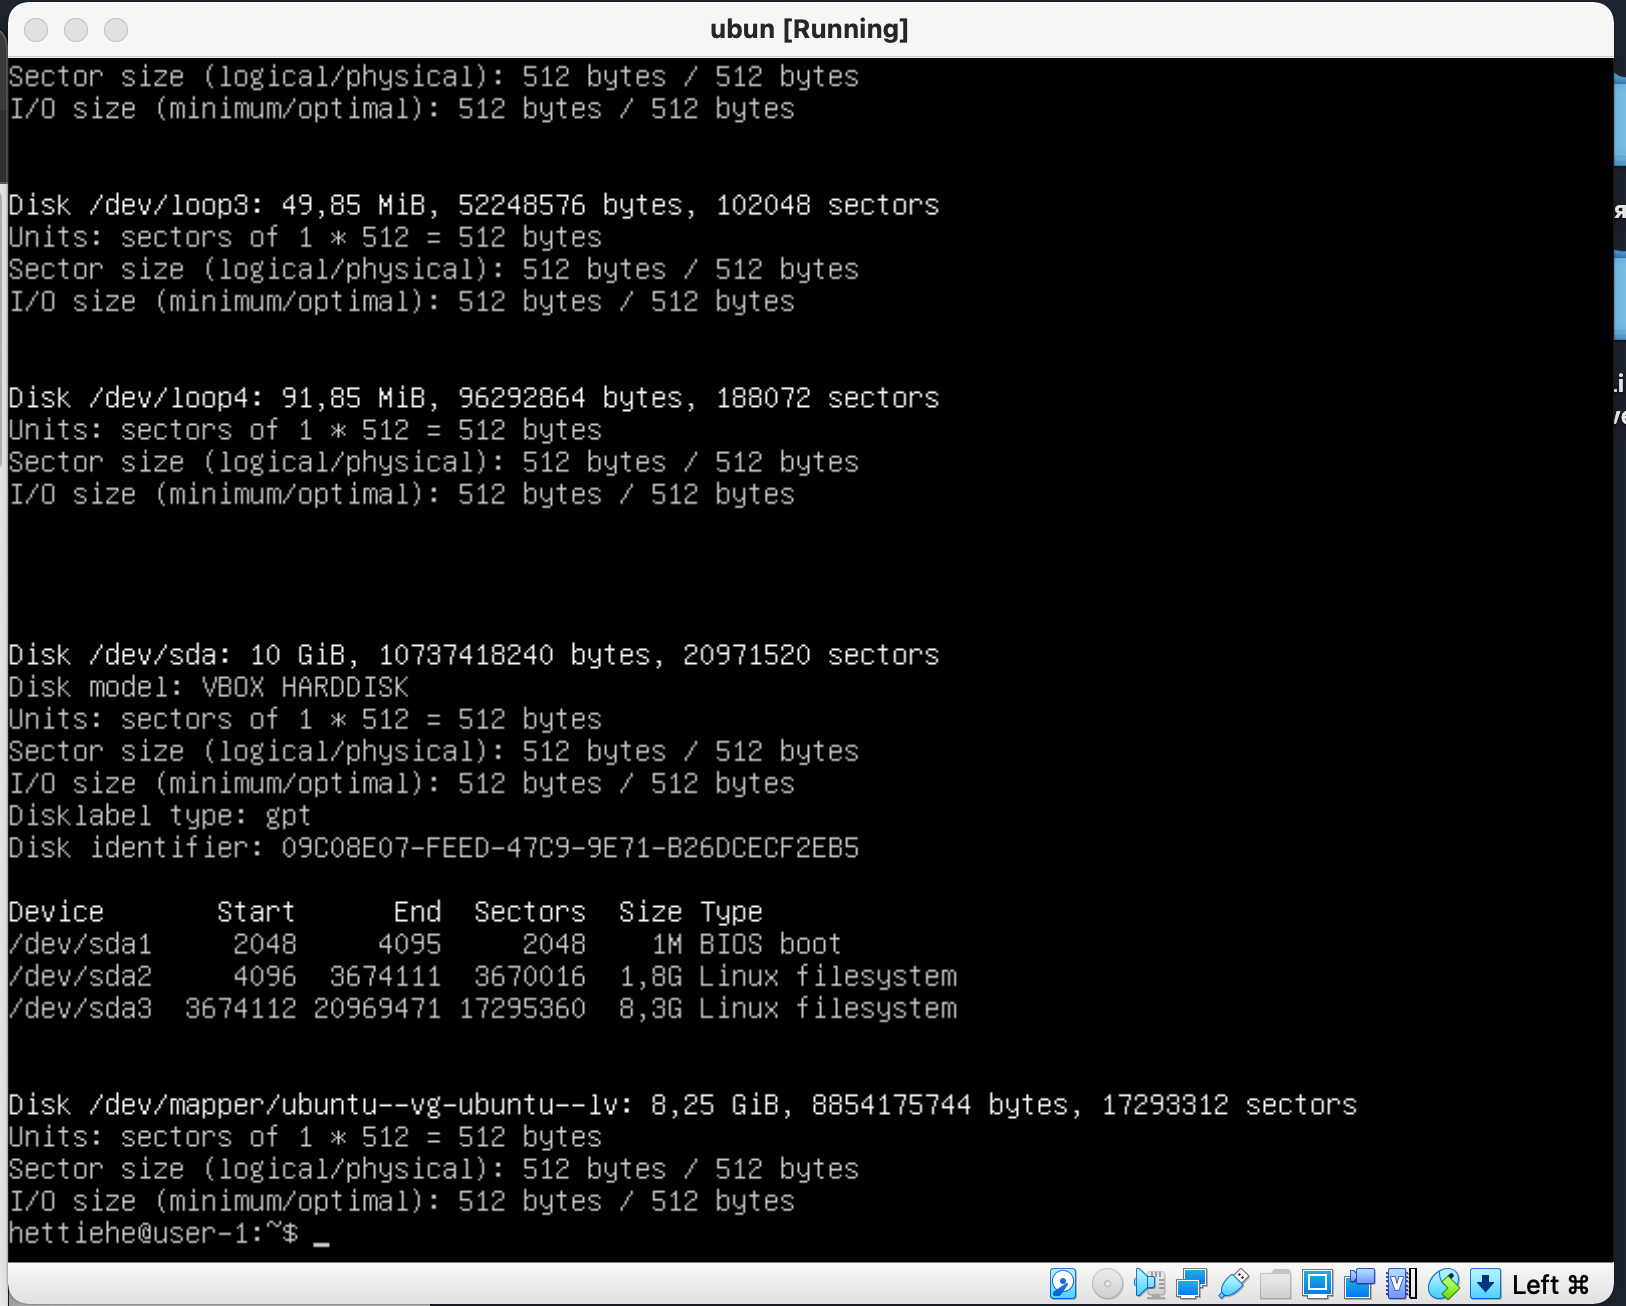 ubun [Running]
Sector size (logical/physical): 512 bytes / 512 bytes
I/O size (minimum/optimal): 512 bytes / 512 bytes
Disk /dev/loop3: 49,85 MiB, 52248576 bytes, 102048 sectors
Units: sectors of 1 * 512 = 512 bytes
Sector size (logical/physical): 512 bytes / 512 bytes
I/O size (minimum/optimal): 512 bytes / 512 bytes
Disk /dev/loop4: 91,85 MiB, 96292864 bytes, 188072 sectors
Units: sectors of 1 * 512 = 512 bytes
Sector size (logical/physical): 512 bytes / 512 bytes
I/O size (minimum/optimal): 512 bytes / 512 bytes
Disk /dev/sda: 10 GiB, 10737418240 bytes, 20971520 sectors
Disk model: VBOX HARDDISK
Units: sectors of 1 * 512 = 512 bytes
Sector size (logical/physical): 512 bytes / 512 bytes
I/O size (minimum/optimal): 512 bytes / 512 bytes
Disklabel type: gpt
Disk identifier: 09C08E07-FEED-47C9-9E71-B26DCECF2EB5
Device Start End Sectors Size Type
/dev/sda1 2048 4095 2048 1M BIOS boot
/dev/sda2 4096 3674111 3670016 1,8G Linux filesystem
/dev/sda3 3674112 20969471 17295360 8,3G Linux filesystem
Disk /dev/mapper/ubuntu--vg-ubuntu--lv: 8,25 GiB, 8854175744 bytes, 17293312 sectors
Units: sectors of 1 * 512 = 512 bytes
Sector size (logical/physical): 512 bytes / 512 bytes
I/O size (minimum/optimal): 512 bytes / 512 bytes
hettiehe@user-1:~$ _
Left ⌘